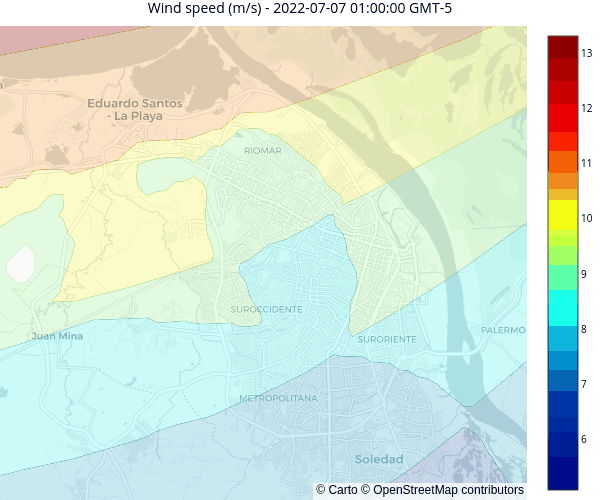 Wind speed (m/s) - 2022-07-07 01:00:00 GMT-5
Eduardo Santos
- La Playa
RIOMAR
SUROCCIDENTE
Juan Mina
SURORIENTE
PALERMO
METROPOLITANA
Soledad
© Carto © OpenStreetMap contributors
13
12
11
10
9
8
7
6